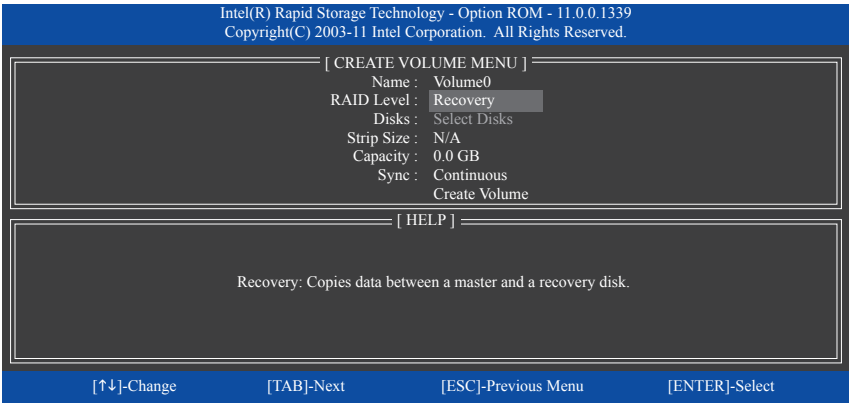 Intel(R) Rapid Storage Technology - Option ROM - 11.0.0.1339
Copyright(C) 2003-11 Intel Corporation. All Rights Reserved.
[ CREATE VOLUME MENU ]
Name : Volume0
RAID Level : Recovery
Disks : Select Disks
Strip Size : N/A
Capacity : 0.0 GB
Sync : Continuous
Create Volume
[ HELP ]
Recovery: Copies data between a master and a recovery disk.
[↑↓]-Change [TAB]-Next [ESC]-Previous Menu [ENTER]-Select